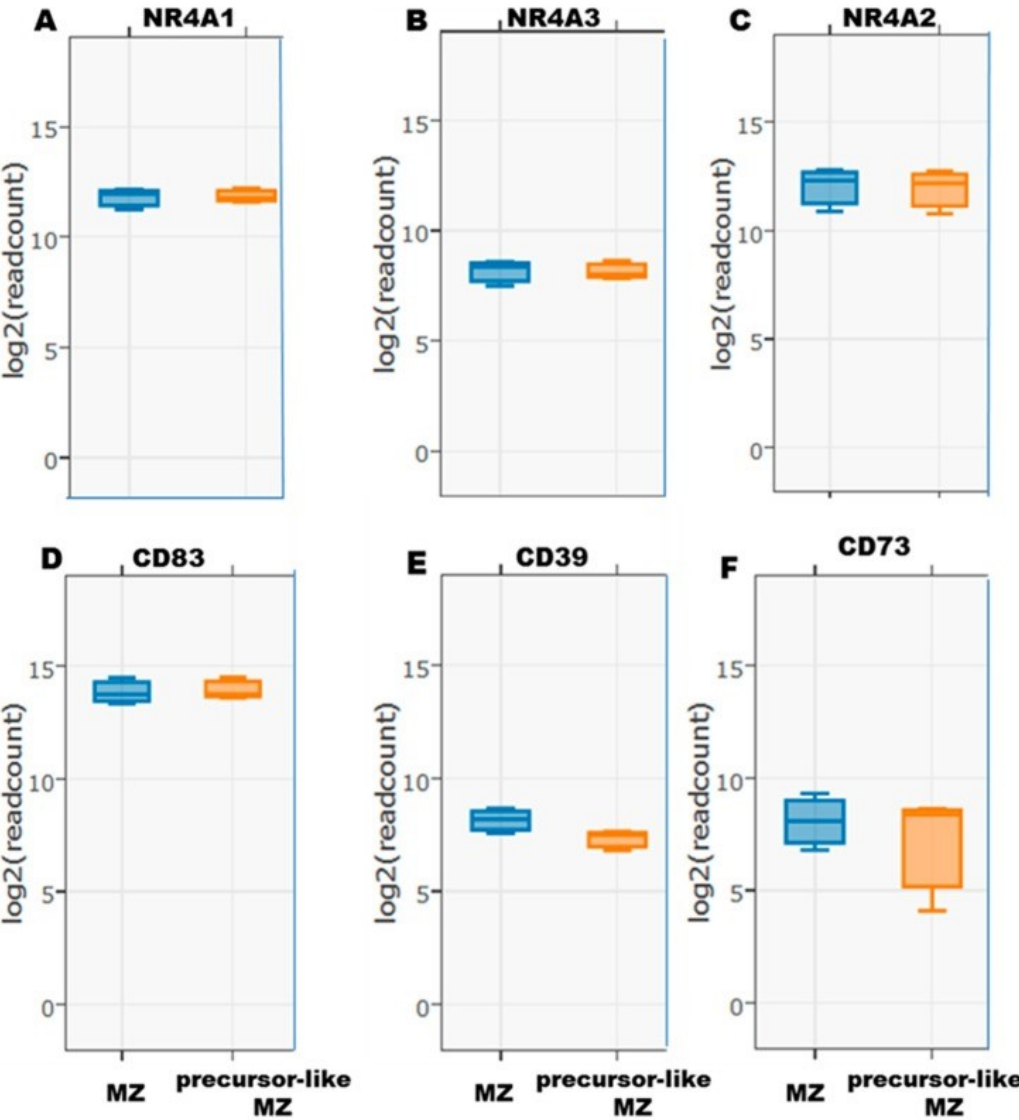 A NR4A1
B NR4A3
C NR4A2
15
10
5
0
log2(readcount)
15
10
5
0
log2(readcount)
15
10
5
0
log2(readcount)
D CD83
E CD39
F CD73
15
10
5
0
log2(readcount)
15
10
5
0
log2(readcount)
15
10
5
0
log2(readcount)
MZ precursor-like
MZ
MZ precursor-like
MZ
MZ precursor-like
MZ